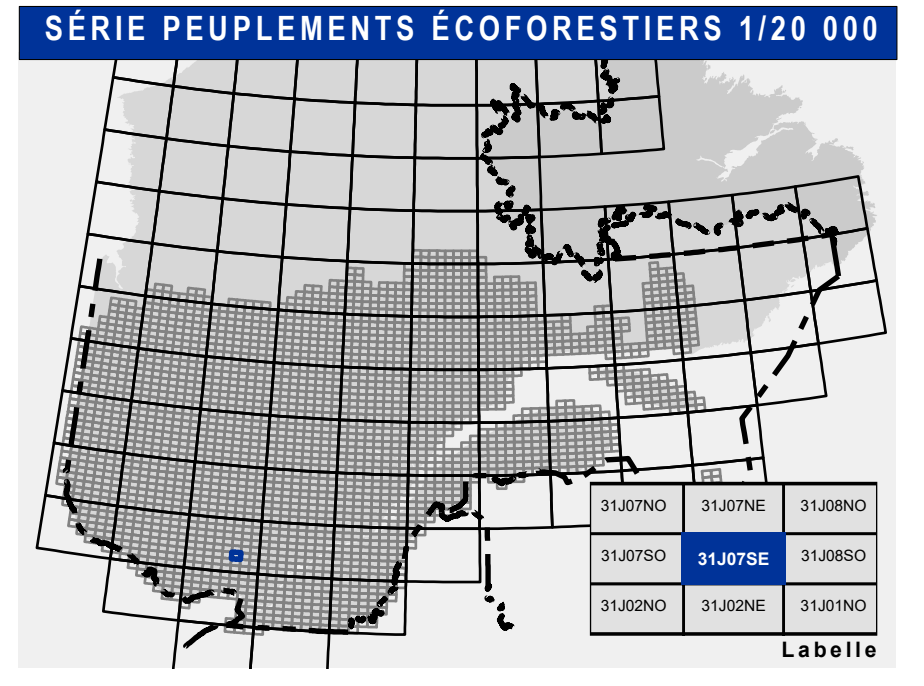 SÉRIE PEUPLEMENTS ÉCOFORESTIERS 1/20 000
31J07NO 31J07NE 31J08NO
31J07SO 31J07SE 31J08SO
31J02NO 31J02NE 31J01NO
Labelle